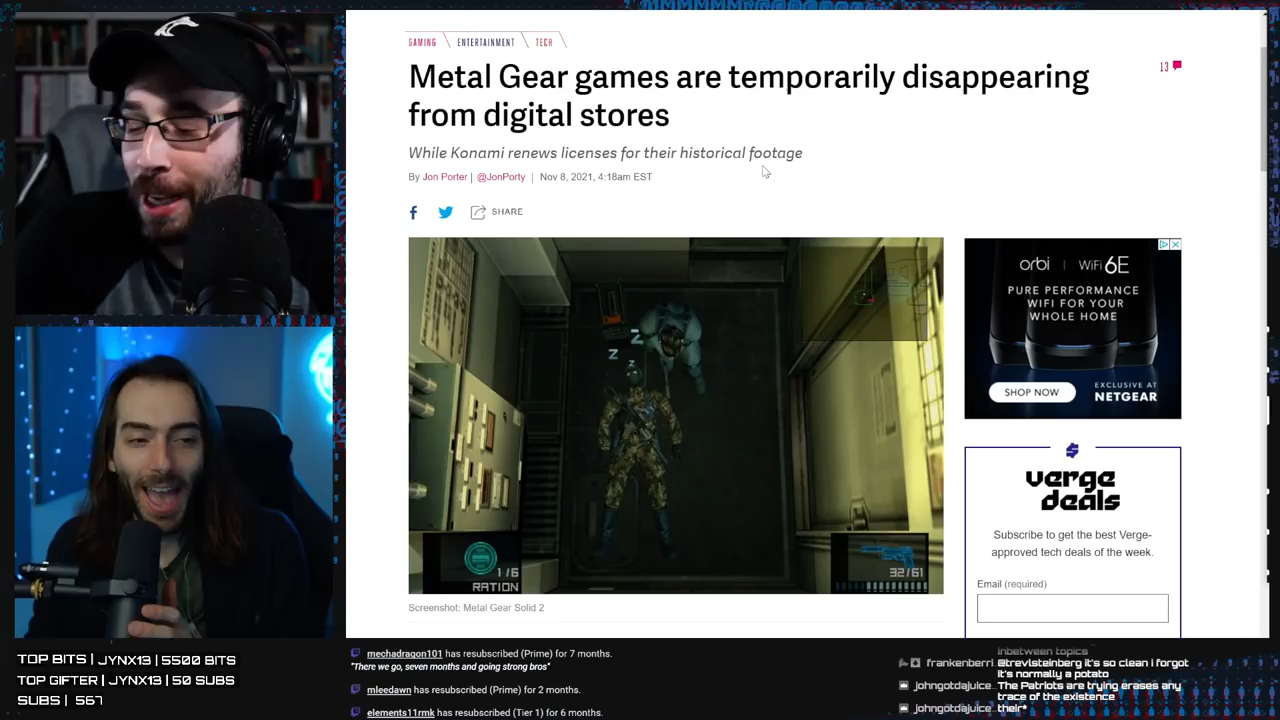 GAMING
ENTERTAINMENT
TECH
Metal Gear games are temporarily disappearing
from digital stores
13
While Konami renews licenses for their historical footage
By Jon Porter | @JonPorty | Nov 8, 2021, 4:18am EST
SHARE
z
z
z
1/6
RATION
32/61
Screenshot: Metal Gear Solid 2
orbi | WiFi 6E
PURE PERFORMANCE
WIFI FOR YOUR
WHOLE HOME
SHOP NOW
EXCLUSIVE AT
NETGEAR
verge
deals
Subscribe to get the best Verge-
approved tech deals of the week.
Email (required)
TOP BITS | JYNX13 | 5500 BITS
TOP GIFTER | JYNX13 | 50 SUBS
SUBS | 567
mechadragon101 has resubscribed (Prime) for 7 months.
"There we go, seven months and going strong bros"
mleedawn has resubscribed (Prime) for 2 months.
elements11rmk has resubscribed (Tier 1) for 6 months.
inbetween topics
frankenberri @trevlsteinberg it's so clean i forgot
it's normally a potato
johngotdajuice The Patriots are trying erases any
trace of the existence
johngotdajuice their*